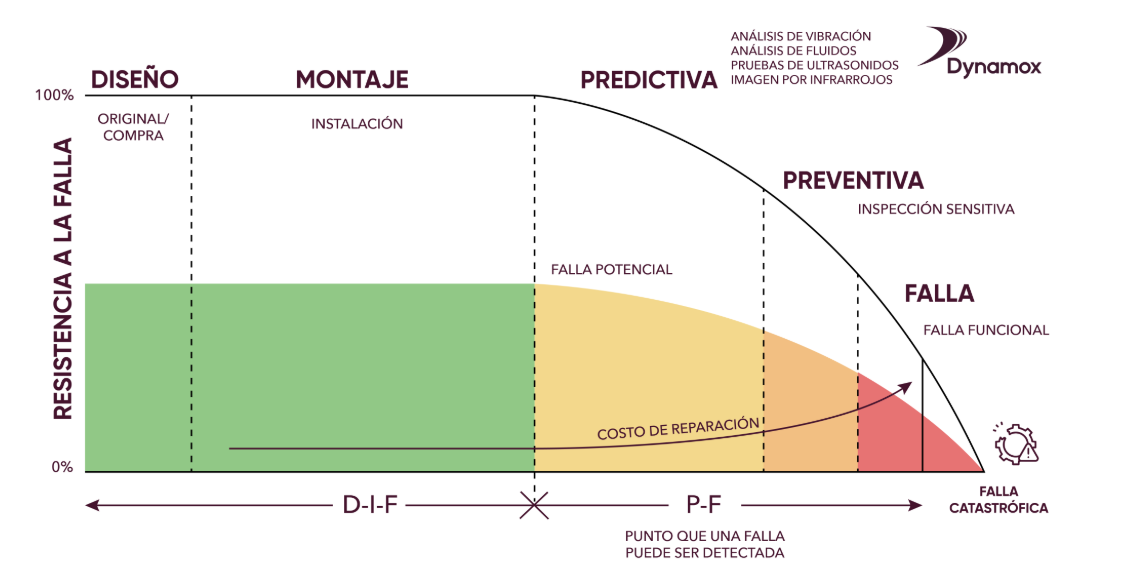 ANÁLISIS DE VIBRACIÓN
ANÁLISIS DE FLUIDOS
PRUEBAS DE ULTRASONIDOS
IMAGEN POR INFRARROJOS
Dynamox
DISEÑO
MONTAJE
PREDICTIVA
100%
ORIGINAL/
COMPRA
INSTALACIÓN
PREVENTIVA
INSPECCIÓN SENSITIVA
RESISTENCIA A LA FALLA
FALLA POTENCIAL
FALLA
FALLA FUNCIONAL
COSTO DE REPARACIÓN
0%
D-I-F
P-F
FALLA
CATASTRÓFICA
PUNTO QUE UNA FALLA
PUEDE SER DETECTADA